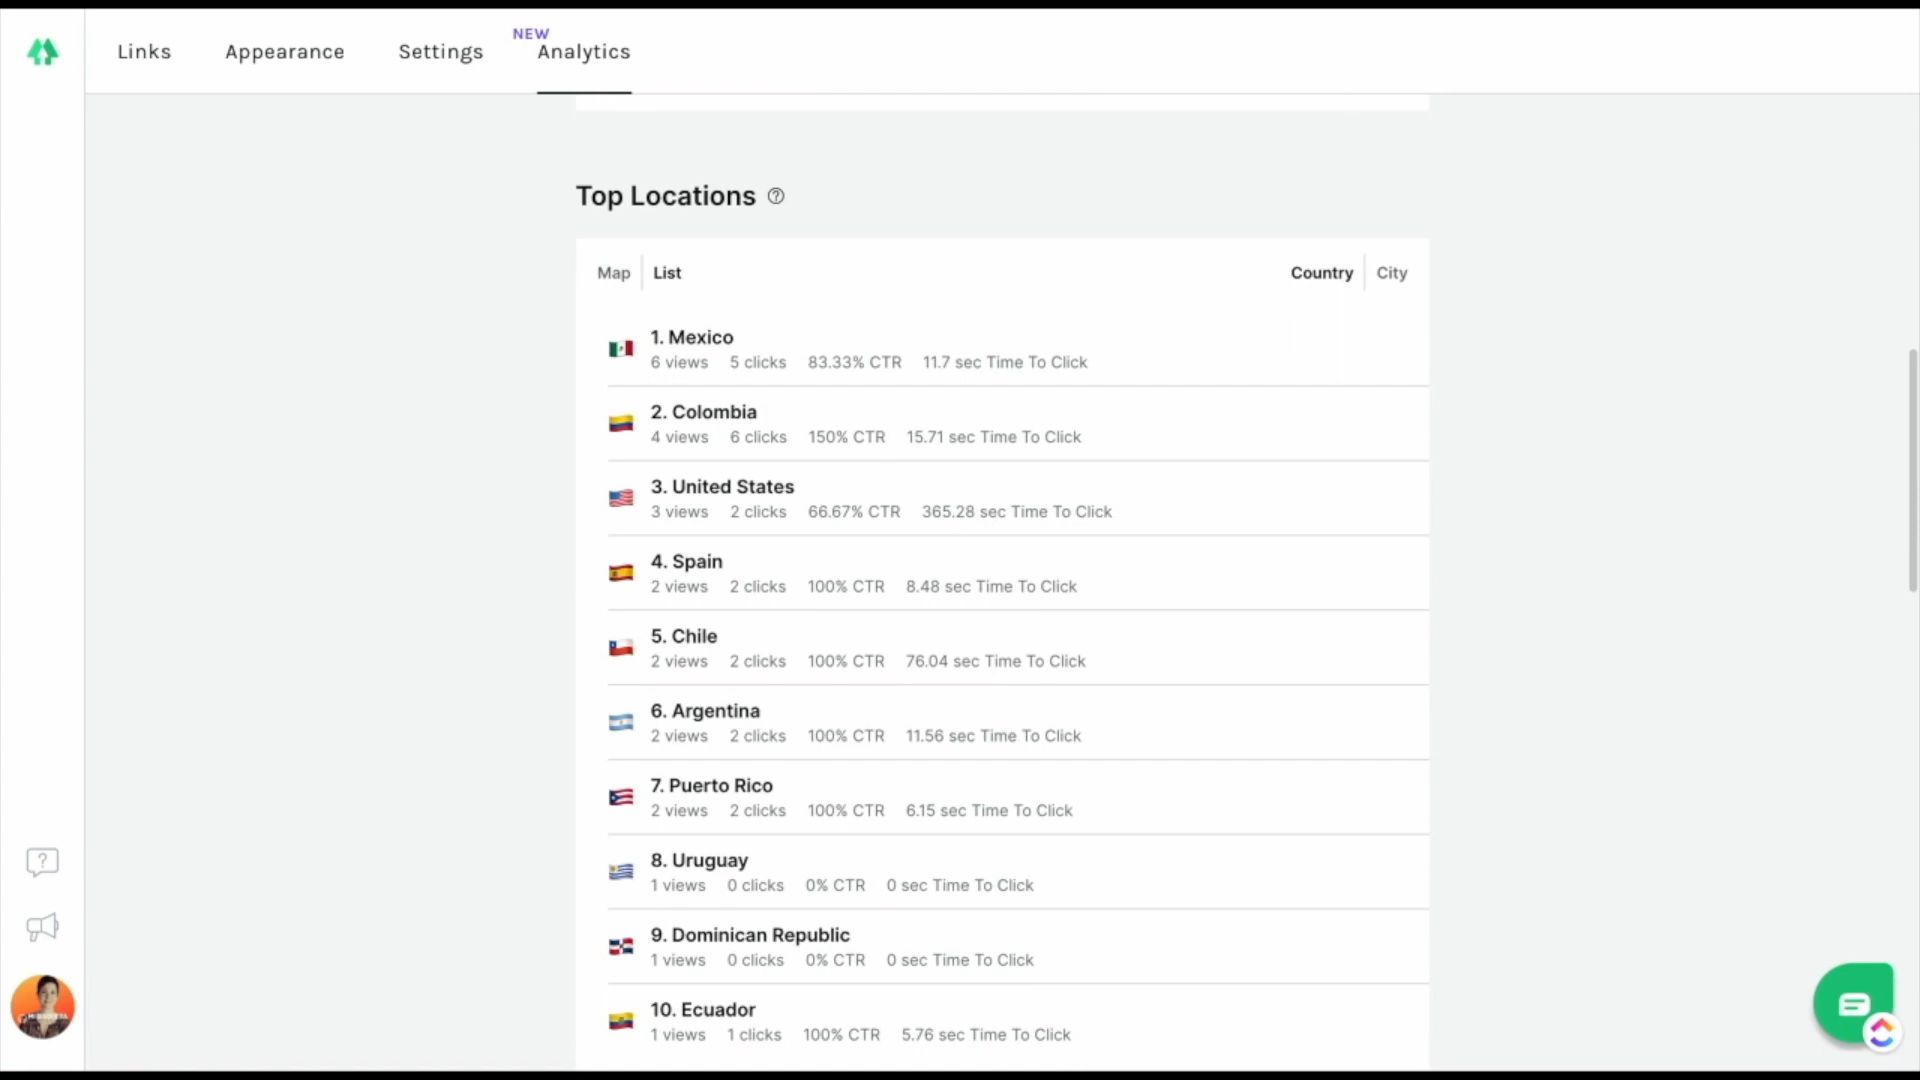 NEW
Links Appearance Settings Analytics
Top Locations
Map List Country City
1. Mexico
6 views 5 clicks 83.33% CTR 11.7 sec Time To Click
2. Colombia
4 views 6 clicks 150% CTR 15.71 sec Time To Click
3. United States
3 views 2 clicks 66.67% CTR 365.28 sec Time To Click
4. Spain
2 views 2 clicks 100% CTR 8.48 sec Time To Click
5. Chile
2 views 2 clicks 100% CTR 76.04 sec Time To Click
6. Argentina
2 views 2 clicks 100% CTR 11.56 sec Time To Click
7. Puerto Rico
2 views 2 clicks 100% CTR 6.15 sec Time To Click
8. Uruguay
1 views 0 clicks 0% CTR 0 sec Time To Click
9. Dominican Republic
1 views 0 clicks 0% CTR 0 sec Time To Click
10. Ecuador
1 views 1 clicks 100% CTR 5.76 sec Time To Click